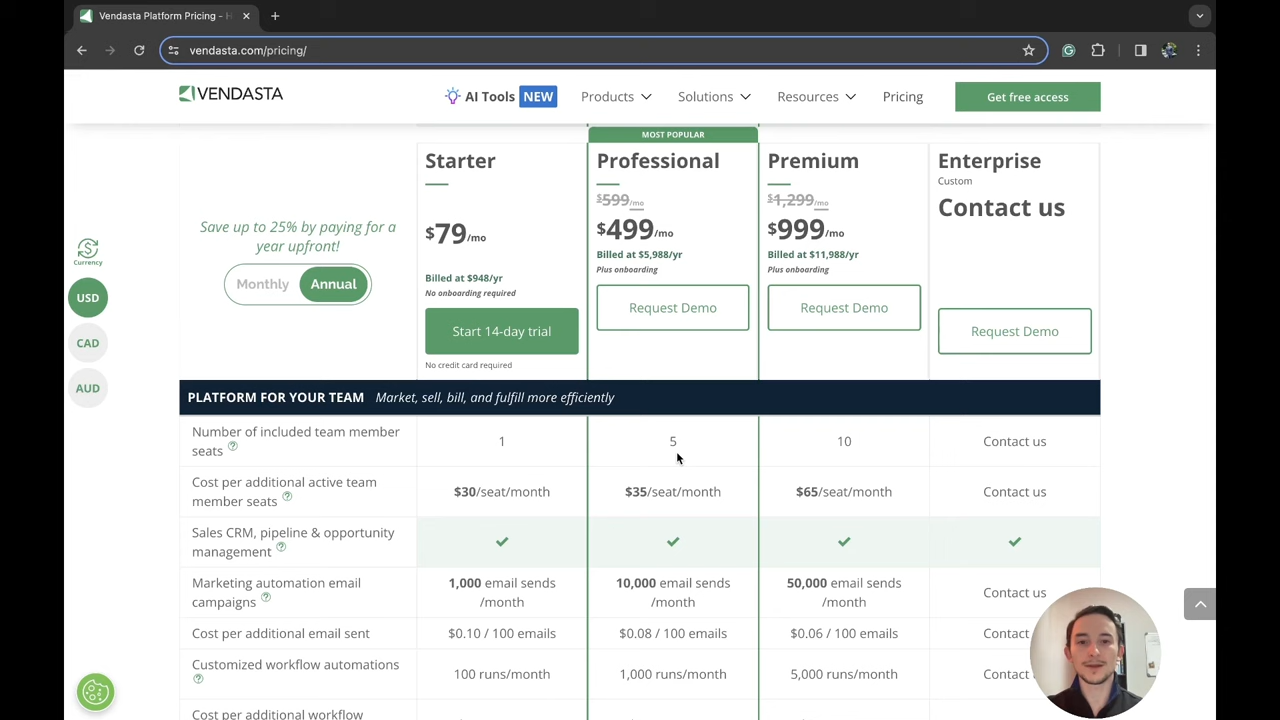 Vendasta Platform Pricing - H
vendasta.com/pricing/
VENDASTA
AI Tools NEW Products Solutions Resources Pricing Get free access
MOST POPULAR
Starter Professional Premium Enterprise
Custom
$599/mo $1,299/mo
Contact us
$79/mo $499/mo $999/mo
Save up to 25% by paying for a
year upfront!
Billed at $5,988/yr Billed at $11,988/yr
Plus onboarding Plus onboarding
Currency
Monthly Annual
Billed at $948/yr
No onboarding required
USD
Request Demo Request Demo
Start 14-day trial Request Demo
CAD
No credit card required
AUD
PLATFORM FOR YOUR TEAM Market, sell, bill, and fulfill more efficiently
Number of included team member
seats ?
1 5 10 Contact us
Cost per additional active team
member seats ?
$30/seat/month $35/seat/month $65/seat/month Contact us
Sales CRM, pipeline & opportunity
management ?
Marketing automation email
campaigns ?
1,000 email sends 10,000 email sends 50,000 email sends
/month /month /month
Contact us
Cost per additional email sent $0.10 / 100 emails $0.08 / 100 emails $0.06 / 100 emails Contact
Customized workflow automations
?
100 runs/month 1,000 runs/month 5,000 runs/month Contact
Cost per additional workflow